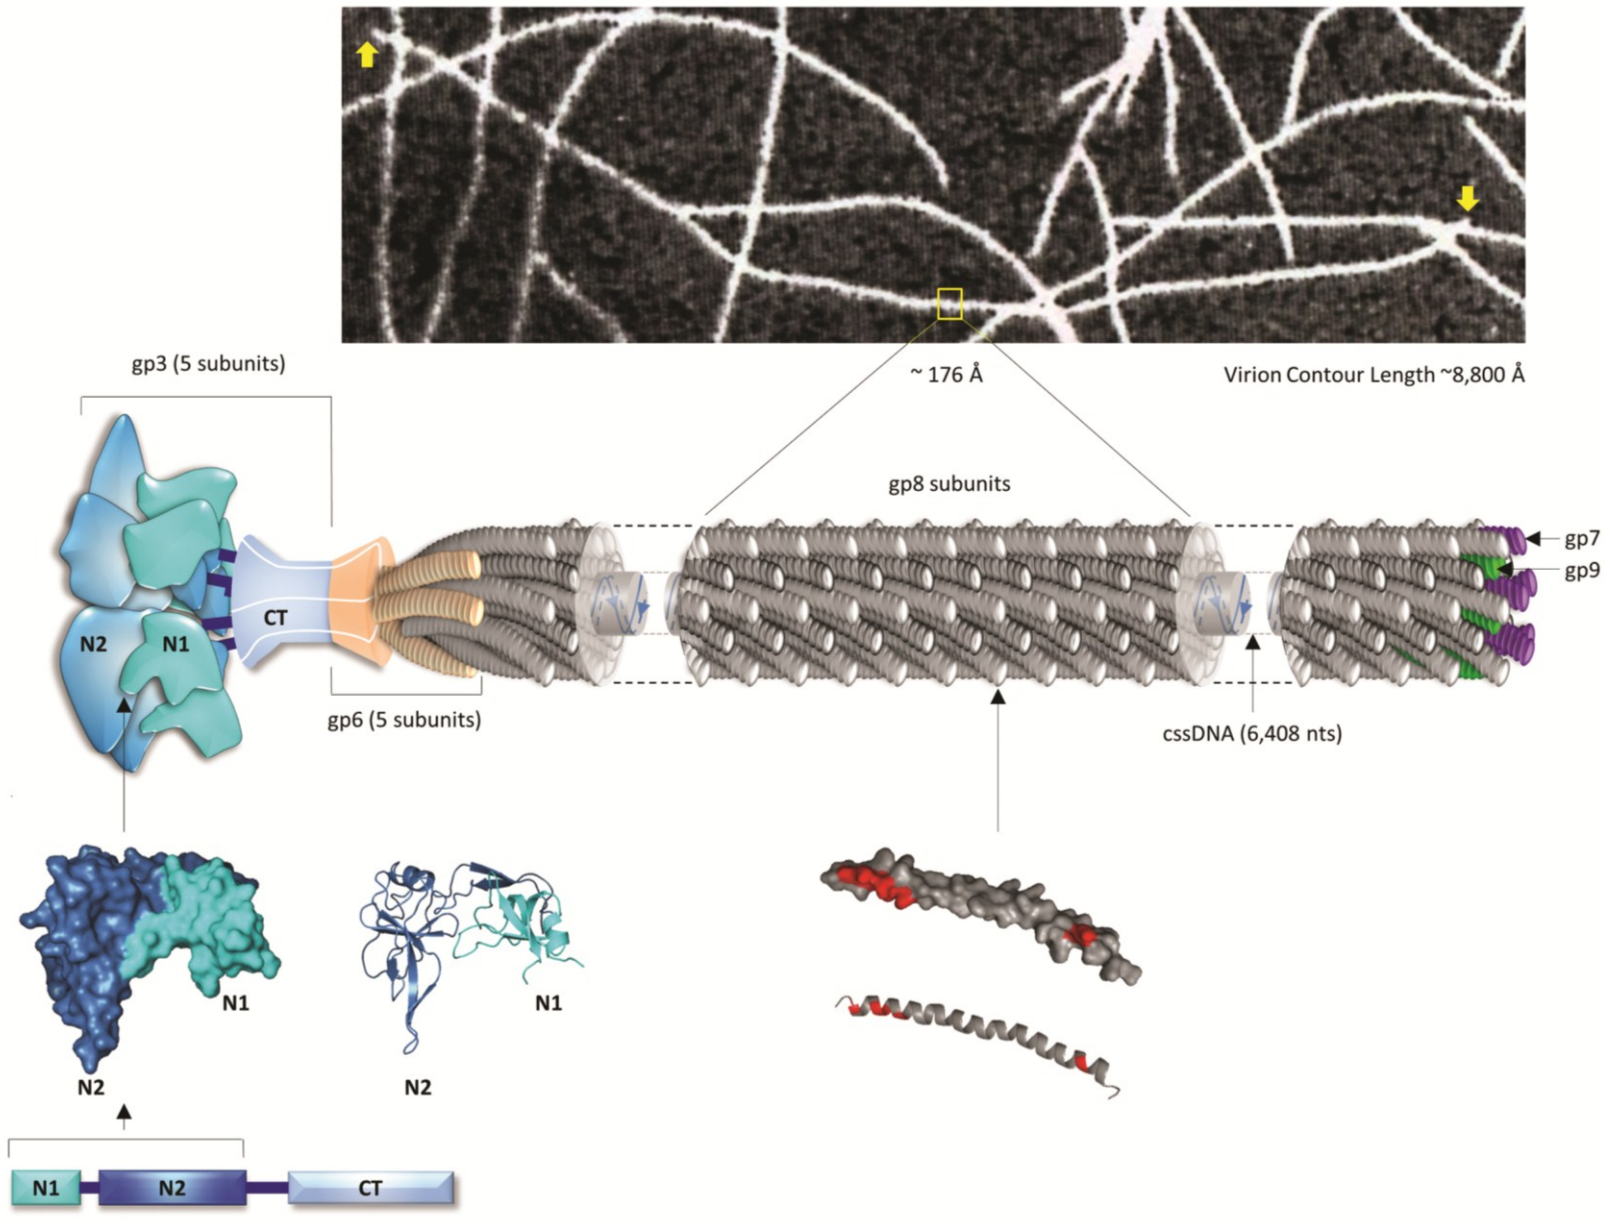 gp3 (5 subunits)
~ 176 Å
Virion Contour Length ~8,800 Å
gp8 subunits
gp7
gp9
N2
N1
CT
gp6 (5 subunits)
cssDNA (6,408 nts)
N1
N2
N1
N2
N1
N2
CT